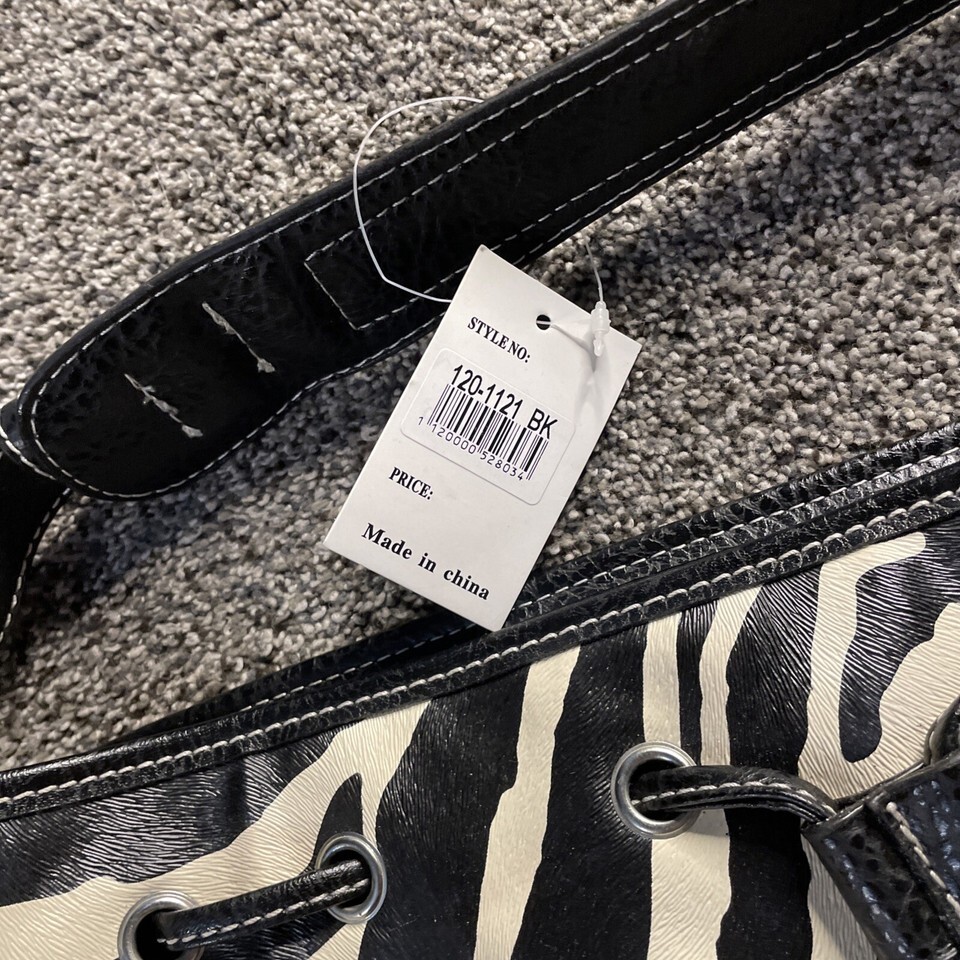 STYLE NO:
120-1121 BK
1 120000 528034
PRICE:
Made in china